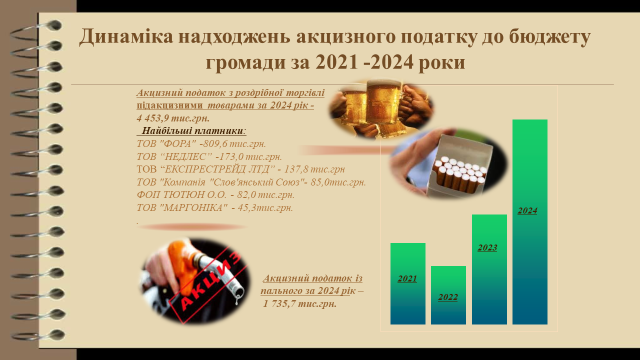 Динаміка надходжень акцизного податку до бюджету
громади за 2021 -2024 роки
Акцизний податок з роздрібної торгівлі
підакцизними товарами за 2024 рік -
4 453,9 тис.грн.
Найбільші платники:
ТОВ "ФОРА" -809,6 тис.грн.
ТОВ "НЕДЛЕС" -173,0 тис.грн.
ТОВ "ЕКСПРЕСТРЕЙД ЛТД" - 137,8 тис.грн
ТОВ "Компанія "Слов'янський Союз"- 85,0тис.грн.
ФОП ТЮТЮН О.О. - 82,0 тис.грн.
ТОВ "МАРГОНІКА" - 45,3тис.грн.
АКЦИЗ
Акцизний податок із
пального за 2024 рік –
1 735,7 тис.грн.
2021
2022
2023
2024